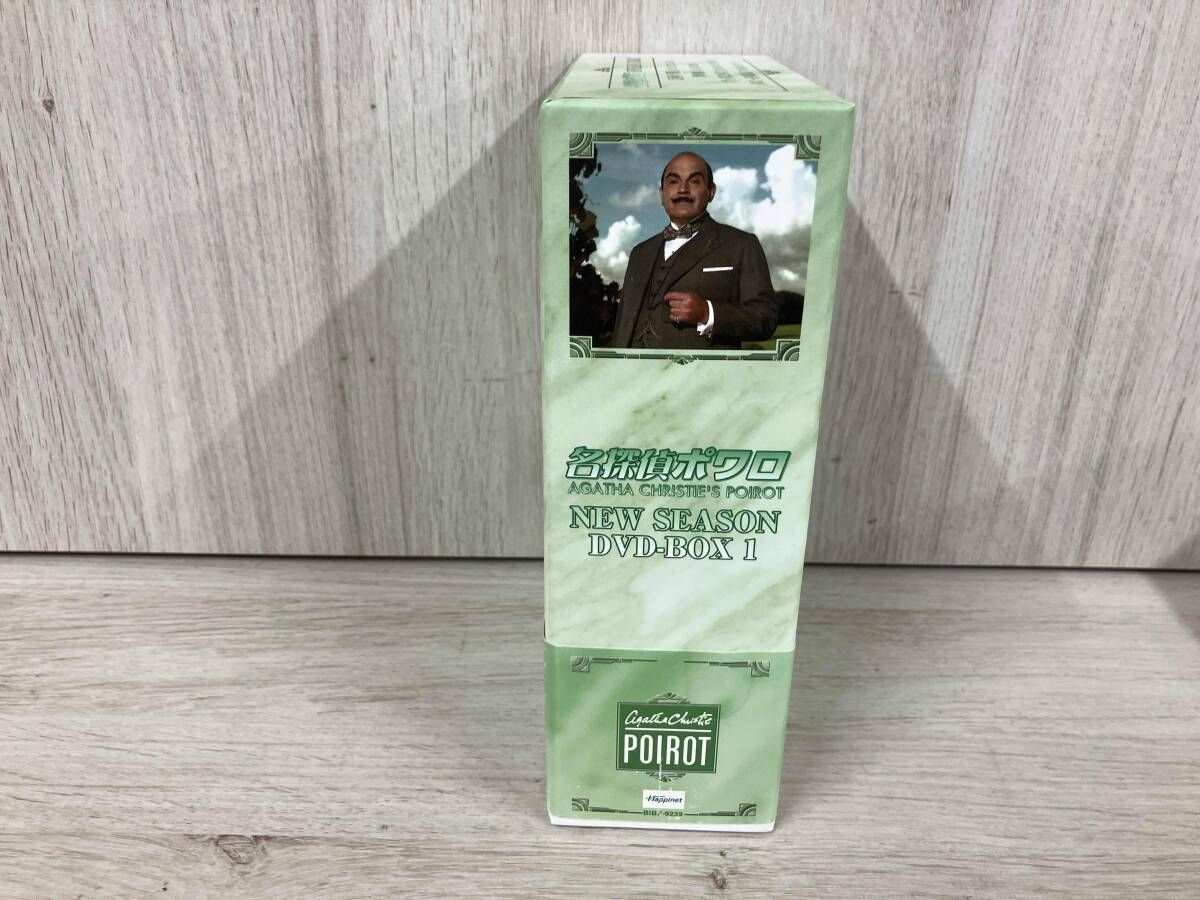 名探偵ポワロ
AGATHA CHRISTIE'S POIROT
NEW SEASON
DVD-BOX 1
Agatha Christie
POIROT
Happinet